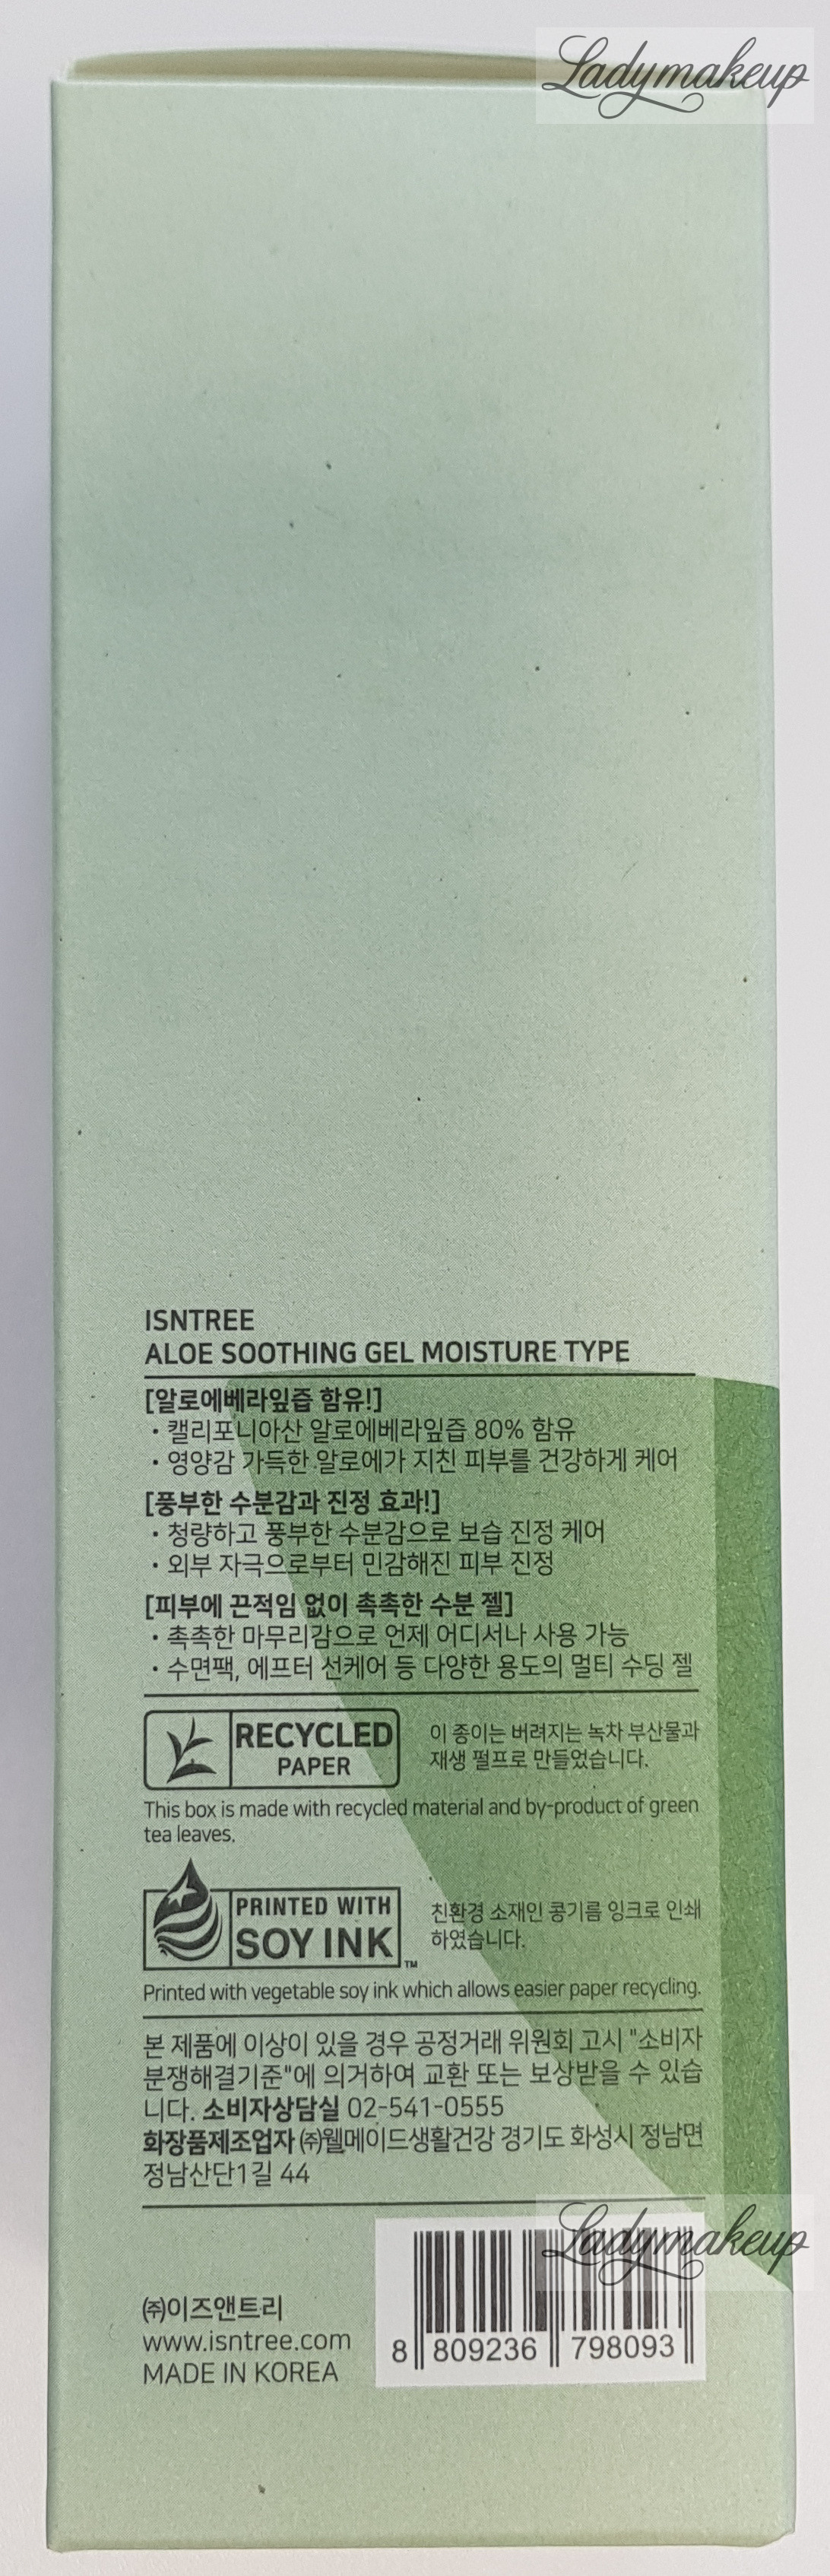 Ladymakeup
ISNTREE
ALOE SOOTHING GEL MOISTURE TYPE
[알로에베라잎즙 함유!]
· 캘리포니아산 알로에베라잎즙 80% 함유
· 영양감 가득한 알로에가 지친 피부를 건강하게 케어
[풍부한 수분감과 진정 효과!]
· 청량하고 풍부한 수분감으로 보습 진정 케어
· 외부 자극으로부터 민감해진 피부 진정
[피부에 끈적임 없이 촉촉한 수분 젤]
· 촉촉한 마무리감으로 언제 어디서나 사용 가능
· 수면팩, 에프터 선케어 등 다양한 용도의 멀티 수딩 젤
RECYCLED
PAPER
이 종이는 버려지는 녹차 부산물과
재생 펄프로 만들었습니다.
This box is made with recycled material and by-product of green
tea leaves.
PRINTED WITH
SOY INK™
친환경 소재인 콩기름 잉크로 인쇄
하였습니다.
Printed with vegetable soy ink which allows easier paper recycling.
본 제품에 이상이 있을 경우 공정거래 위원회 고시 "소비자
분쟁해결기준"에 의거하여 교환 또는 보상받을 수 있습
니다. 소비자상담실 02-541-0555
화장품제조업자 ㈜웰메이드생활건강 경기도 화성시 정남면
정남산단1길 44
Ladymakeup
㈜이즈앤트리
www.isntree.com
MADE IN KOREA
8 809236 798093